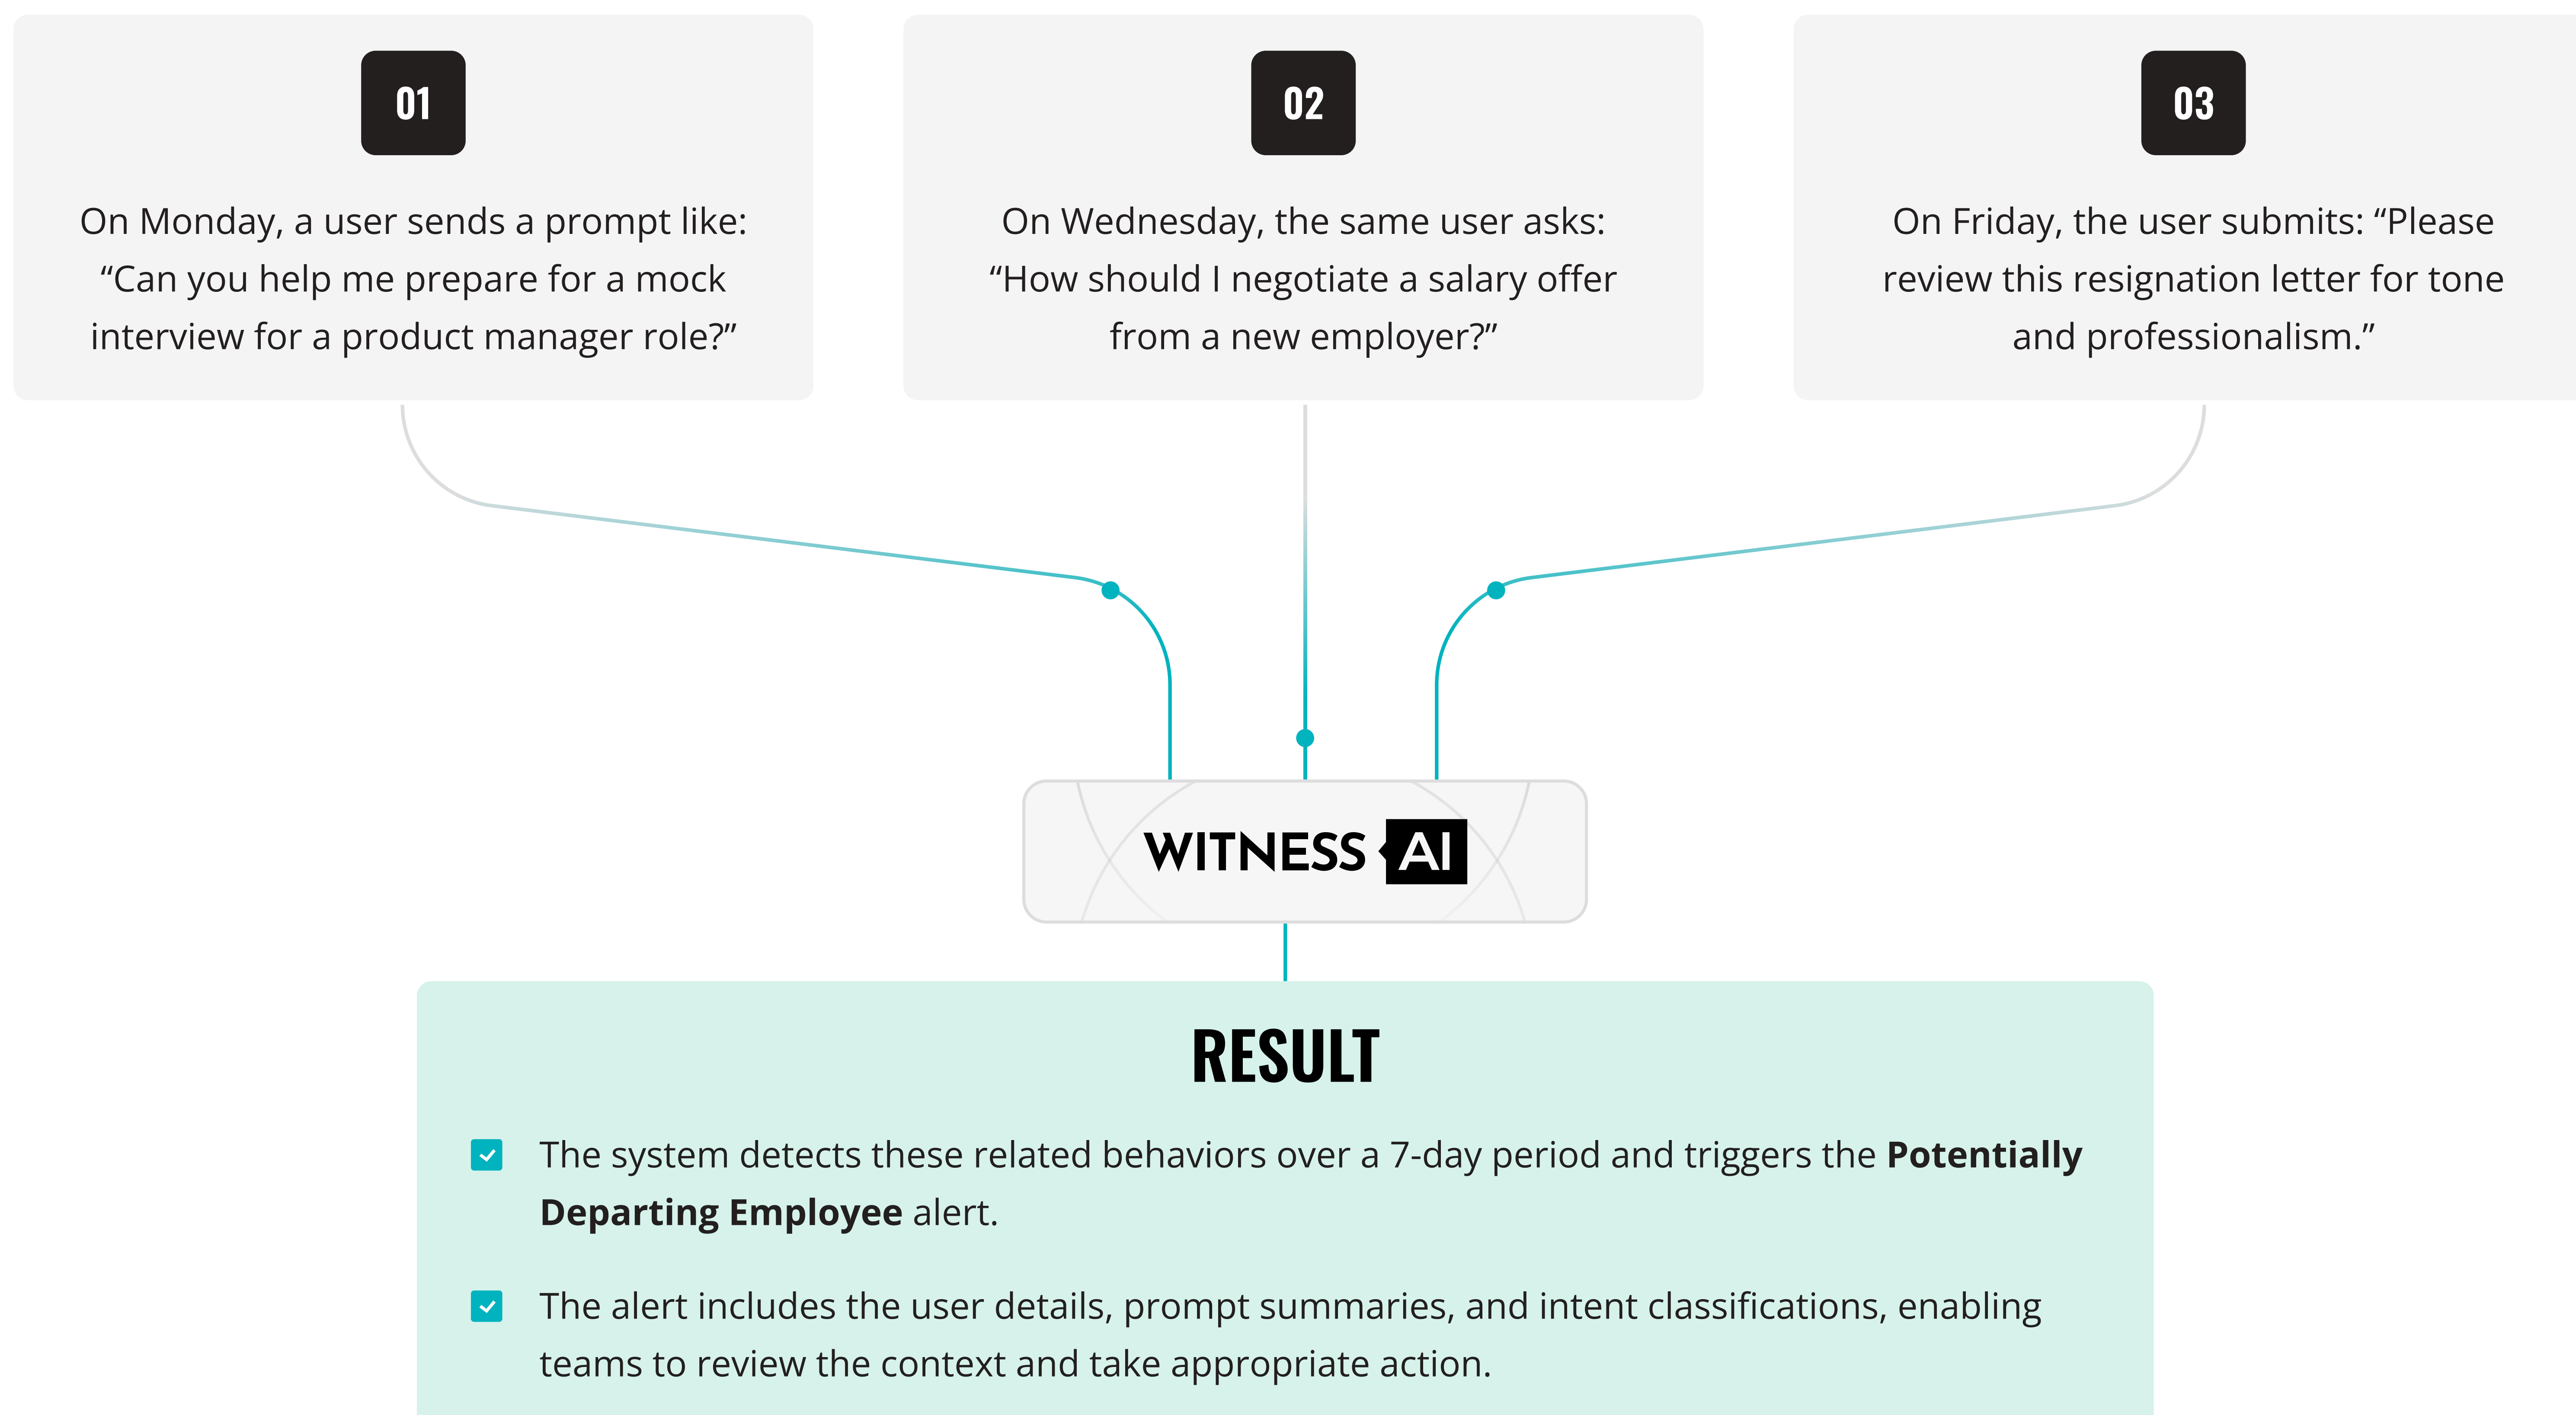 01
On Monday, a user sends a prompt like:
“Can you help me prepare for a mock
interview for a product manager role?”
02
On Wednesday, the same user asks:
“How should I negotiate a salary offer
from a new employer?”
03
On Friday, the user submits: “Please
review this resignation letter for tone
and professionalism.”
WITNESS AI
RESULT
The system detects these related behaviors over a 7-day period and triggers the Potentially
Departing Employee alert.
The alert includes the user details, prompt summaries, and intent classifications, enabling
teams to review the context and take appropriate action.